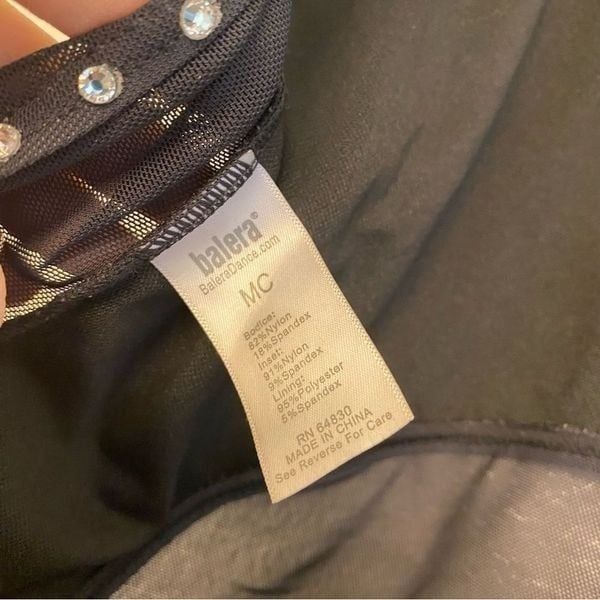 balera®
BaleraDance.com
MC
Bodice:
82%Nylon
18%Spandex
Inset:
91%Nylon
9%Spandex
Lining:
95%Polyester
5%Spandex
RN 64830
MADE IN CHINA
See Reverse For Care